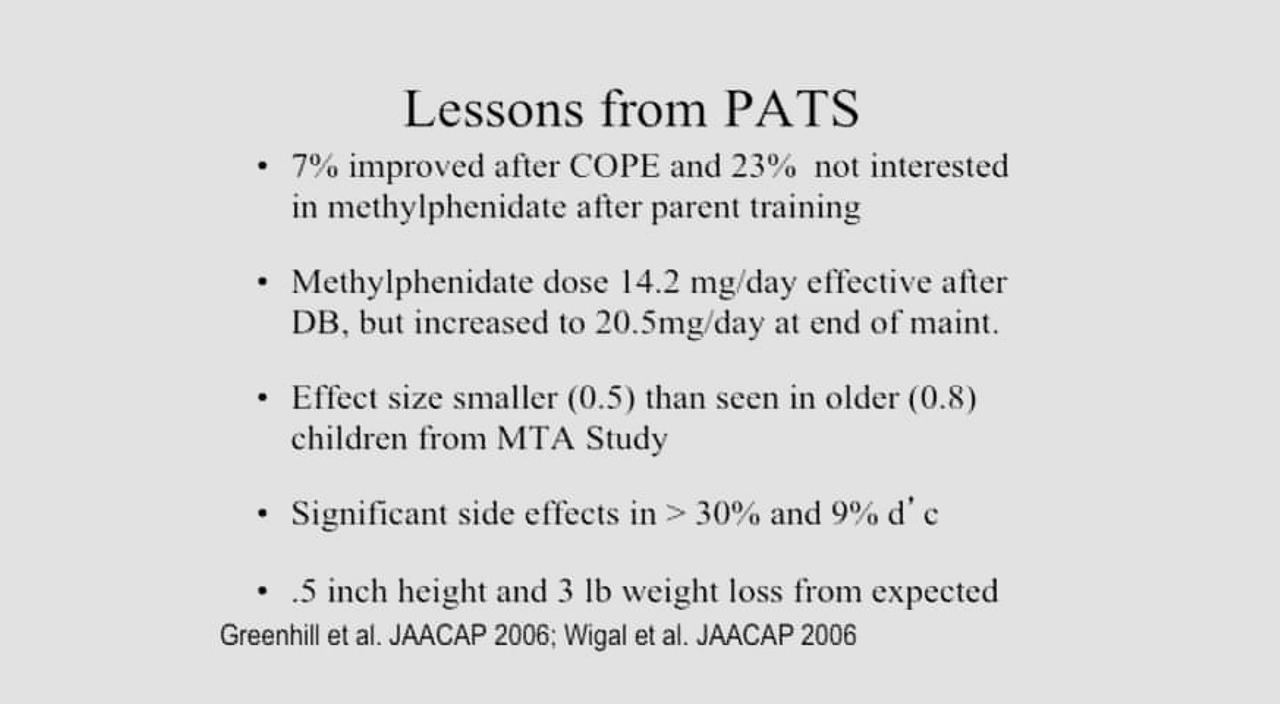 Lessons from PATS
• 7% improved after COPE and 23% not interested
in methylphenidate after parent training
• Methylphenidate dose 14.2 mg/day effective after
DB, but increased to 20.5mg/day at end of maint.
• Effect size smaller (0.5) than seen in older (0.8)
children from MTA Study
• Significant side effects in > 30% and 9% d’ c
• .5 inch height and 3 lb weight loss from expected
Greenhill et al. JAACAP 2006; Wigal et al. JAACAP 2006